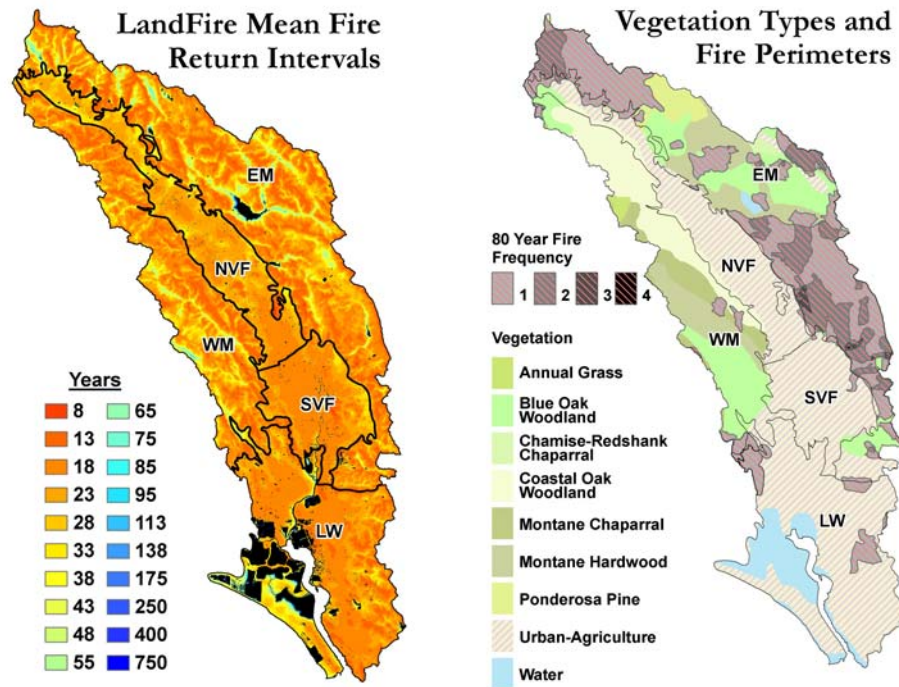 LandFire Mean Fire
Return Intervals
EM
NVF
WM
SVF
LW
Years
8 65
13 75
18 85
23 95
28 113
33 138
38 175
43 250
48 400
55 750
Vegetation Types and
Fire Perimeters
EM
NVF
WM
SVF
LW
80 Year Fire
Frequency
1 2 3 4
Vegetation
Annual Grass
Blue Oak
Woodland
Chamise-Redshank
Chaparral
Coastal Oak
Woodland
Montane Chaparral
Montane Hardwood
Ponderosa Pine
Urban-Agriculture
Water